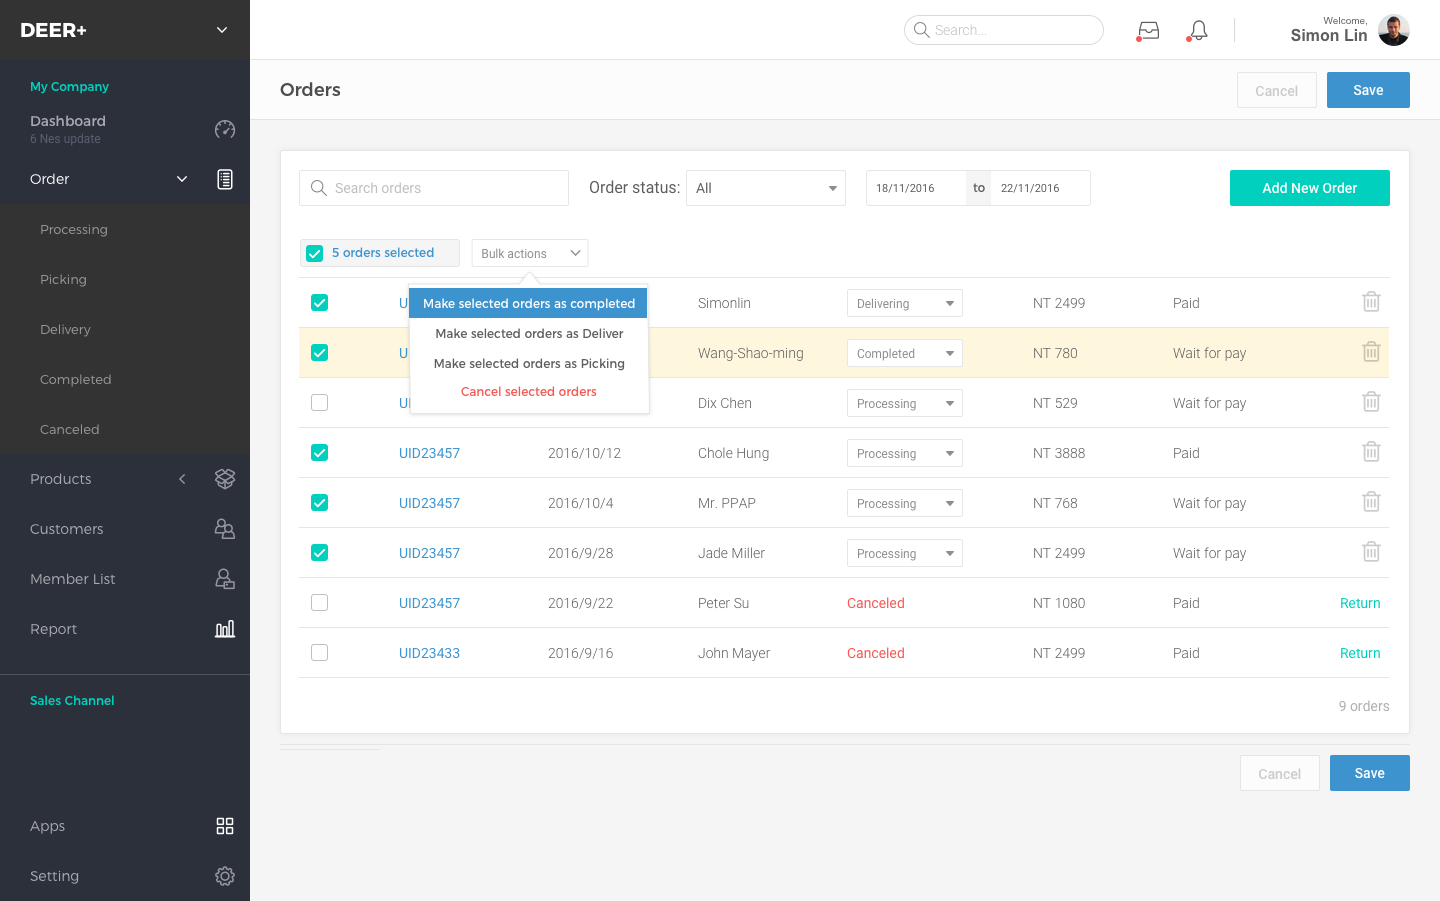 DEER+
Search...
Welcome,
Simon Lin
My Company
Dashboard
6 Nes update
Order
Processing
Picking
Delivery
Completed
Canceled
Products
Customers
Member List
Report
Sales Channel
Apps
Setting
Orders
Cancel
Save
Search orders
Order status:
All
18/11/2016 to 22/11/2016
Add New Order
5 orders selected
Bulk actions
Make selected orders as completed
Make selected orders as Deliver
Make selected orders as Picking
Cancel selected orders
U Simonlin Delivering NT 2499 Paid
U Wang-Shao-ming Completed NT 780 Wait for pay
UI Dix Chen Processing NT 529 Wait for pay
UID23457 2016/10/12 Chole Hung Processing NT 3888 Paid
UID23457 2016/10/4 Mr. PPAP Processing NT 768 Wait for pay
UID23457 2016/9/28 Jade Miller Processing NT 2499 Wait for pay
UID23457 2016/9/22 Peter Su Canceled NT 1080 Paid Return
UID23433 2016/9/16 John Mayer Canceled NT 2499 Paid Return
9 orders
Cancel
Save